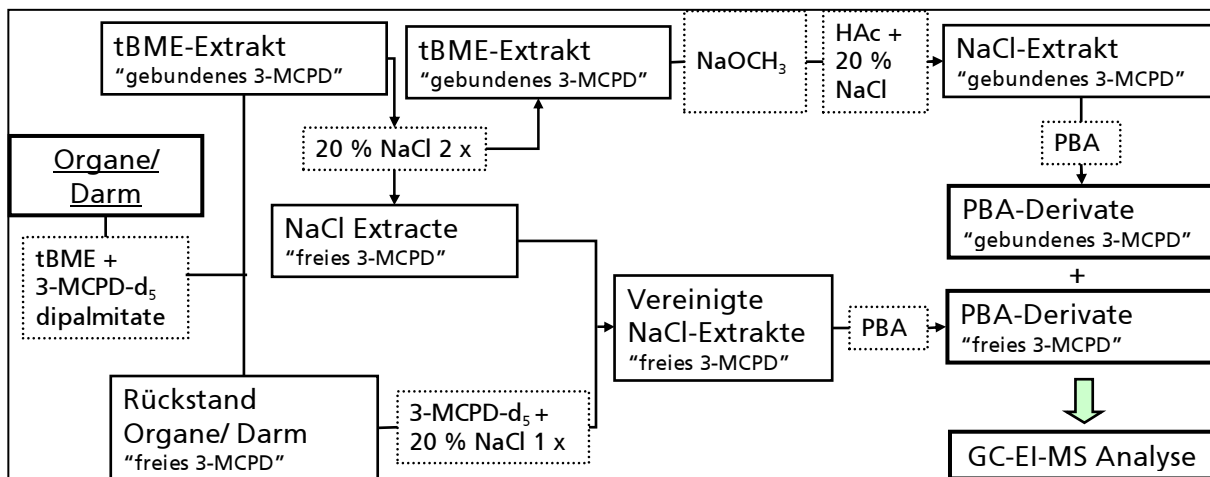 tBME-Extrakt
“gebundenes 3-MCPD”
tBME-Extrakt
“gebundenes 3-MCPD”
NaOCH₃
HAc +
20 %
NaCl
NaCl-Extrakt
“gebundenes 3-MCPD”
20 % NaCl 2 x
PBA
Organe/
Darm
NaCl Extracte
“freies 3-MCPD”
PBA-Derivate
“gebundenes 3-MCPD”
tBME +
3-MCPD-d₅
dipalmitate
+
Vereinigte
NaCl-Extrakte
“freies 3-MCPD”
PBA
PBA-Derivate
“freies 3-MCPD”
Rückstand
Organe/ Darm
“freies 3-MCPD”
3-MCPD-d₅ +
20 % NaCl 1 x
GC-EI-MS Analyse